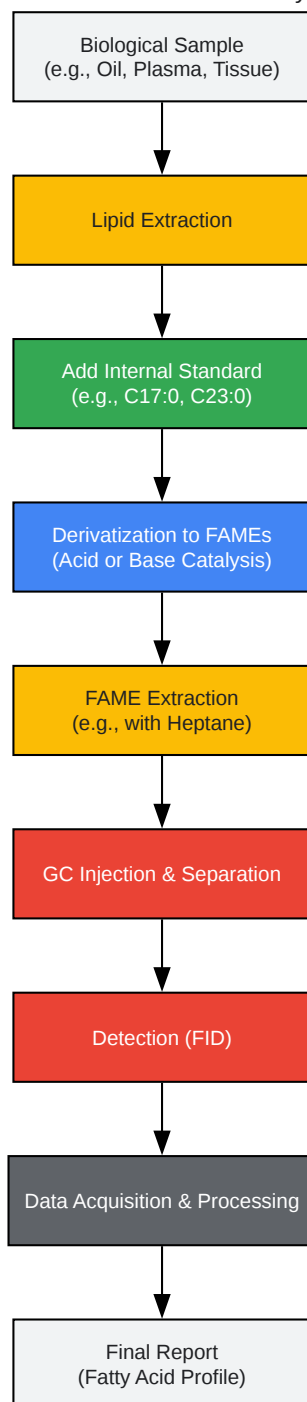 Biological Sample
(e.g., Oil, Plasma, Tissue)
Lipid Extraction
Add Internal Standard
(e.g., C17:0, C23:0)
Derivatization to FAMEs
(Acid or Base Catalysis)
FAME Extraction
(e.g., with Heptane)
GC Injection & Separation
Detection (FID)
Data Acquisition & Processing
Final Report
(Fatty Acid Profile)